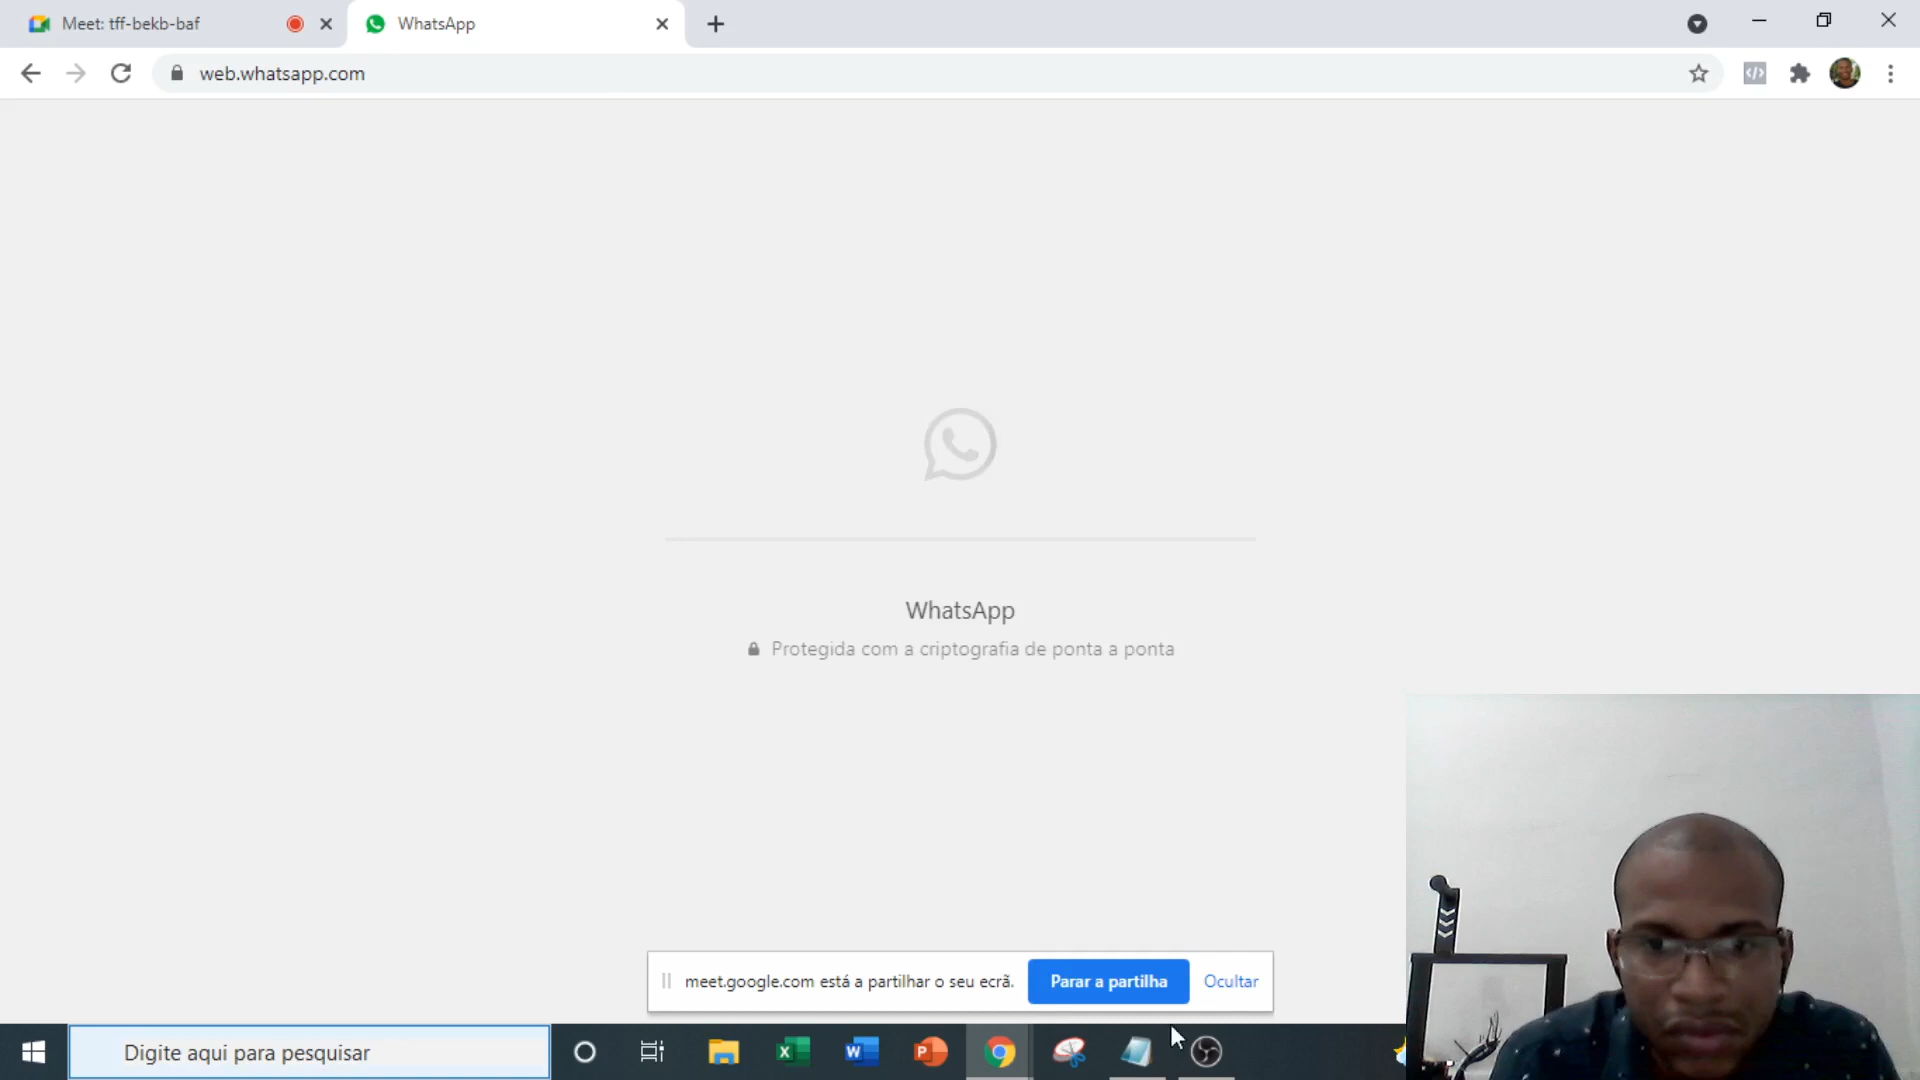 Meet: tff-bekb-baf
WhatsApp
web.whatsapp.com
WhatsApp
Protegida com a criptografia de ponta a ponta
meet.google.com está a partilhar o seu ecrã.
Parar a partilha
Ocultar
Digite aqui para pesquisar